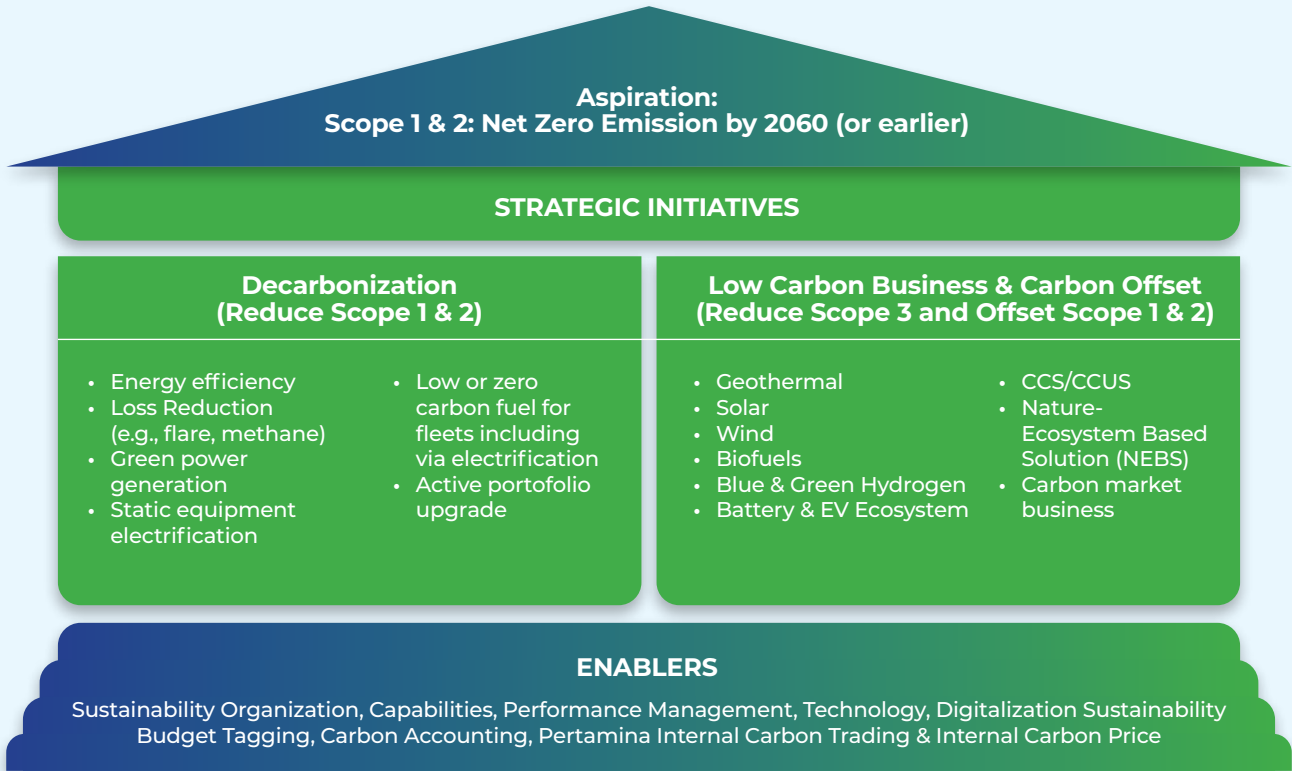 Aspiration:
Scope 1 & 2: Net Zero Emission by 2060 (or earlier)
STRATEGIC INITIATIVES
Decarbonization
(Reduce Scope 1 & 2)
• Energy efficiency
• Loss Reduction
(e.g., flare, methane)
• Green power
generation
• Static equipment
electrification
• Low or zero
carbon fuel for
fleets including
via electrification
• Active portofolio
upgrade
Low Carbon Business & Carbon Offset
(Reduce Scope 3 and Offset Scope 1 & 2)
• Geothermal
• Solar
• Wind
• Biofuels
• Blue & Green Hydrogen
• Battery & EV Ecosystem
• CCS/CCUS
• Nature-
Ecosystem Based
Solution (NEBS)
• Carbon market
business
ENABLERS
Sustainability Organization, Capabilities, Performance Management, Technology, Digitalization Sustainability
Budget Tagging, Carbon Accounting, Pertamina Internal Carbon Trading & Internal Carbon Price